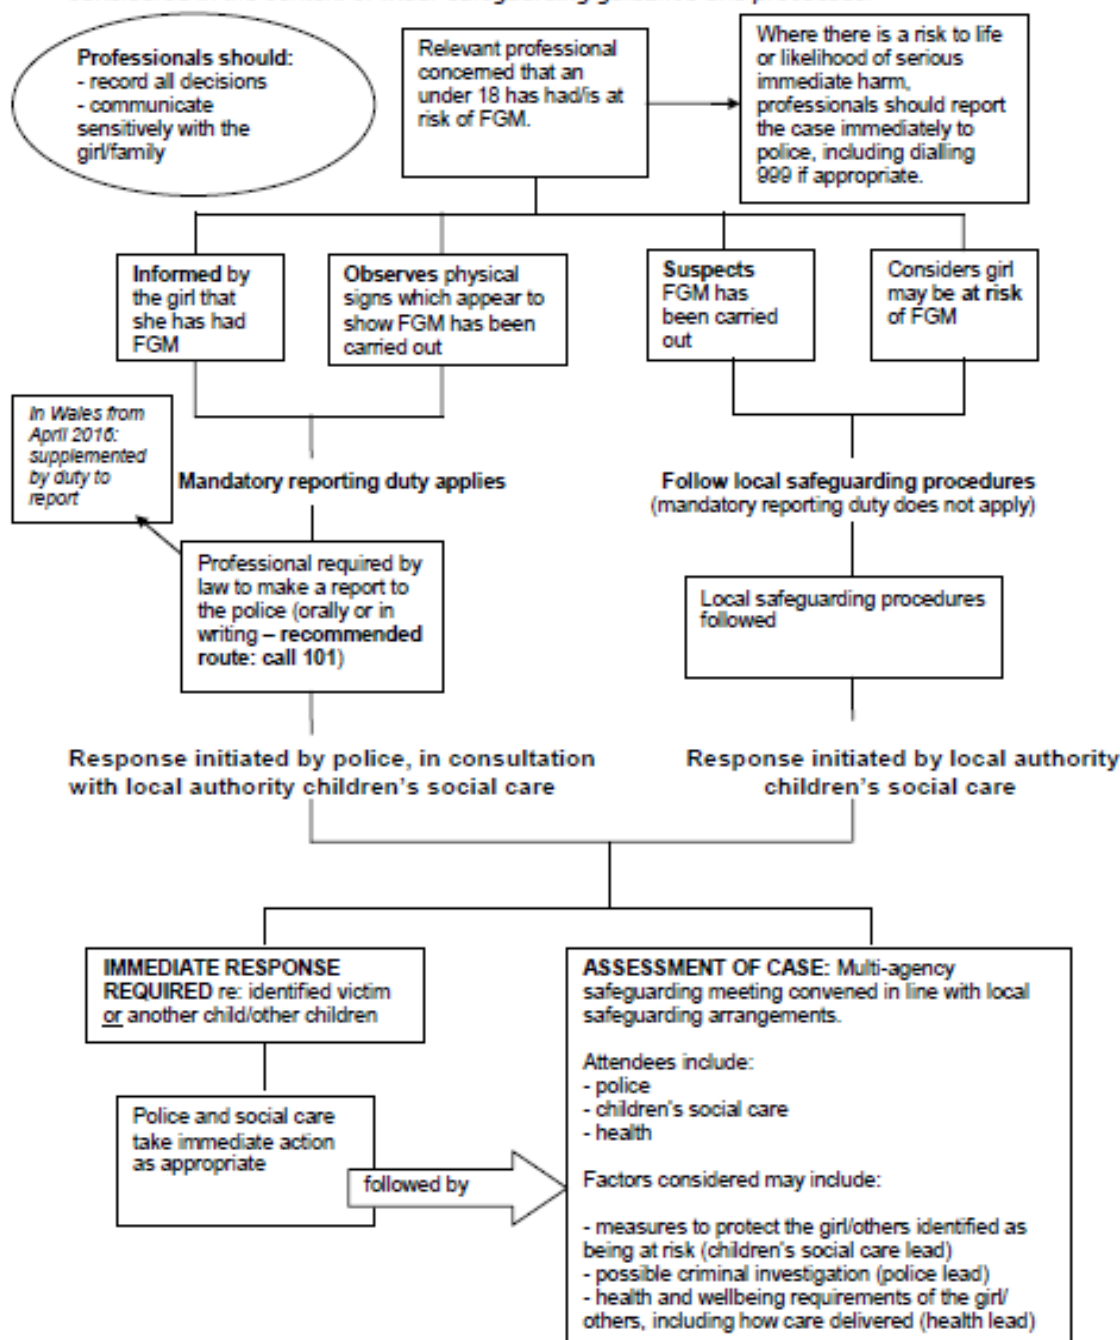 Professionals should:
- record all decisions
- communicate
sensitively with the
girl/family
Relevant professional
concerned that an
under 18 has had/is at
risk of FGM.
Where there is a risk to life
or likelihood of serious
immediate harm,
professionals should report
the case immediately to
police, including dialling
999 if appropriate.
Informed by
the girl that
she has had
FGM
Observes physical
signs which appear to
show FGM has been
carried out
Suspects
FGM has
been carried
out
Considers girl
may be at risk
of FGM
In Wales from
April 2016:
supplemented
by duty to
report
Mandatory reporting duty applies
Follow local safeguarding procedures
(mandatory reporting duty does not apply)
Professional required by
law to make a report to
the police (orally or in
writing – recommended
route: call 101)
Local safeguarding procedures
followed
Response initiated by police, in consultation
with local authority children's social care
Response initiated by local authority
children's social care
IMMEDIATE RESPONSE
REQUIRED re: identified victim
or another child/other children
Police and social care
take immediate action
as appropriate
followed by
ASSESSMENT OF CASE: Multi-agency
safeguarding meeting convened in line with local
safeguarding arrangements.
Attendees include:
- police
- children's social care
- health
Factors considered may include:
- measures to protect the girl/others identified as
being at risk (children's social care lead)
- possible criminal investigation (police lead)
- health and wellbeing requirements of the girl/
others, including how care delivered (health lead)